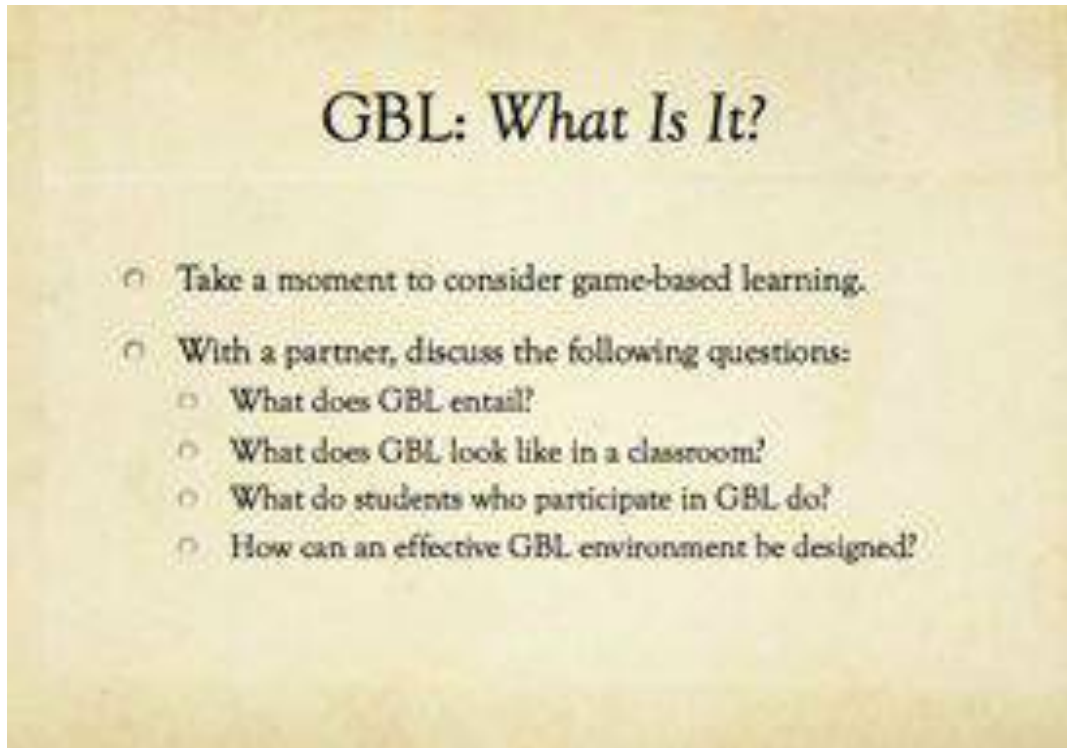 GBL: What Is It?
Take a moment to consider game-based learning.
With a partner, discuss the following questions:
What does GBL entail?
What does GBL look like in a classroom?
What do students who participate in GBL do?
How can an effective GBL environment be designed?